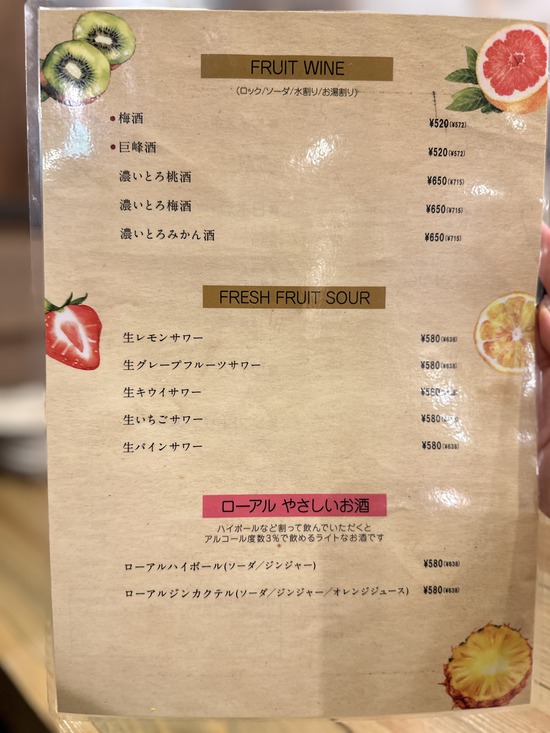 FRUIT WINE
(ロック/ソーダ/水割り/お湯割り)
•梅酒 ¥520(¥572)
•巨峰酒 ¥520(¥572)
濃いとろ桃酒 ¥650(¥715)
濃いとろ梅酒 ¥650(¥715)
濃いとろみかん酒 ¥650(¥715)
FRESH FRUIT SOUR
生レモンサワー ¥580(¥638)
生グレープフルーツサワー ¥580(¥638)
生キウイサワー ¥580
生いちごサワー ¥580
生パインサワー ¥580(¥638)
ローアル やさしいお酒
ハイボールなど割って飲んでいただくと
アルコール度数3%で飲めるライトなお酒です
ローアルハイボール(ソーダ/ジンジャー) ¥580(¥638)
ローアルジンカクテル(ソーダ/ジンジャー/オレンジジュース) ¥580(¥638)